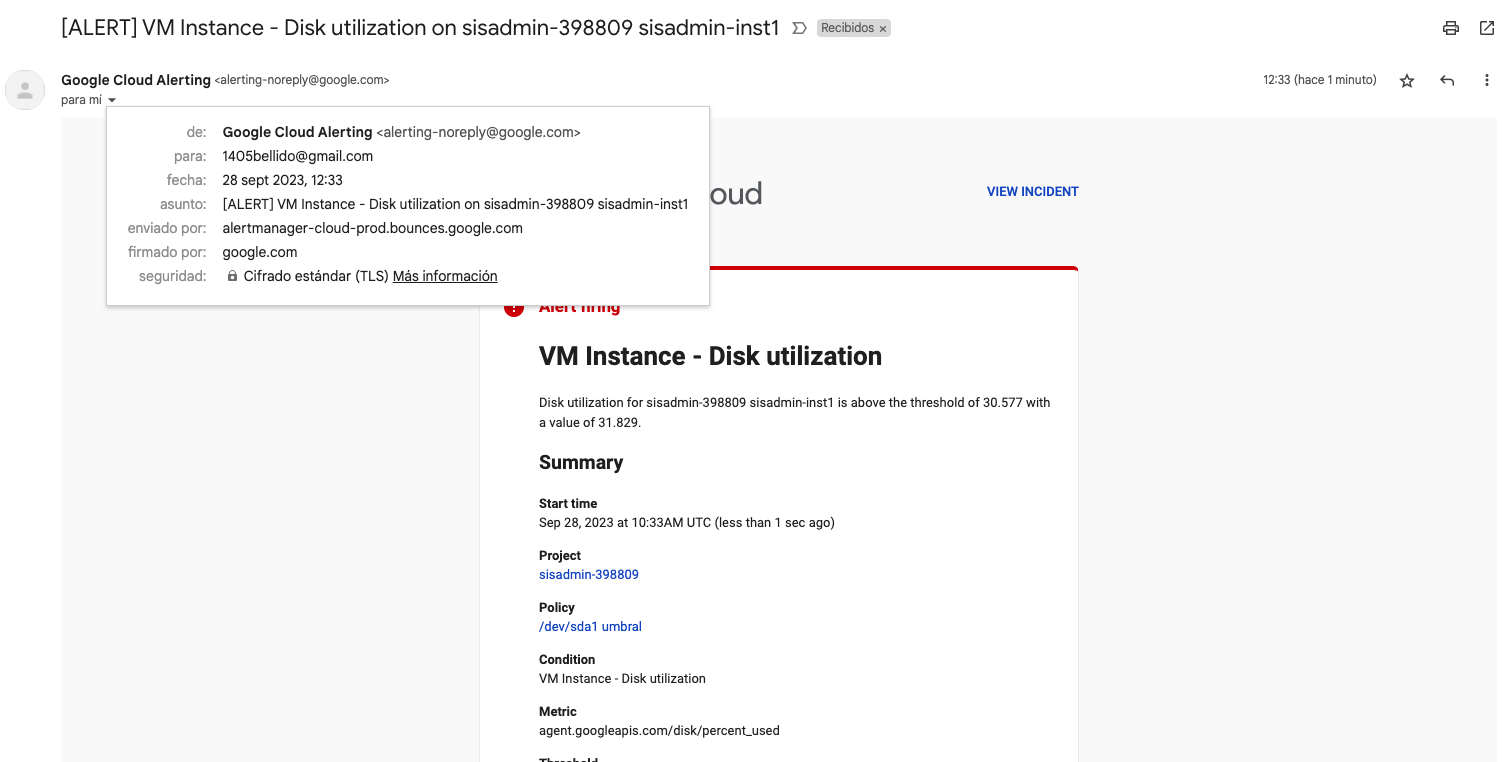 [ALERT] VM Instance - Disk utilization on sisadmin-398809 sisadmin-inst1 Recibidos ×
Google Cloud Alerting <alerting-noreply@google.com> 12:33 (hace 1 minuto)
para mí
de: Google Cloud Alerting <alerting-noreply@google.com>
para: 1405bellido@gmail.com
fecha: 28 sept 2023, 12:33
asunto: [ALERT] VM Instance - Disk utilization on sisadmin-398809 sisadmin-inst1
enviado por: alertmanager-cloud-prod.bounces.google.com
firmado por: google.com
seguridad: Cifrado estándar (TLS) Más información
oud
VIEW INCIDENT
Alert firing
VM Instance - Disk utilization
Disk utilization for sisadmin-398809 sisadmin-inst1 is above the threshold of 30.577 with
a value of 31.829.
Summary
Start time
Sep 28, 2023 at 10:33AM UTC (less than 1 sec ago)
Project
sisadmin-398809
Policy
/dev/sda1 umbral
Condition
VM Instance - Disk utilization
Metric
agent.googleapis.com/disk/percent_used
Threshold